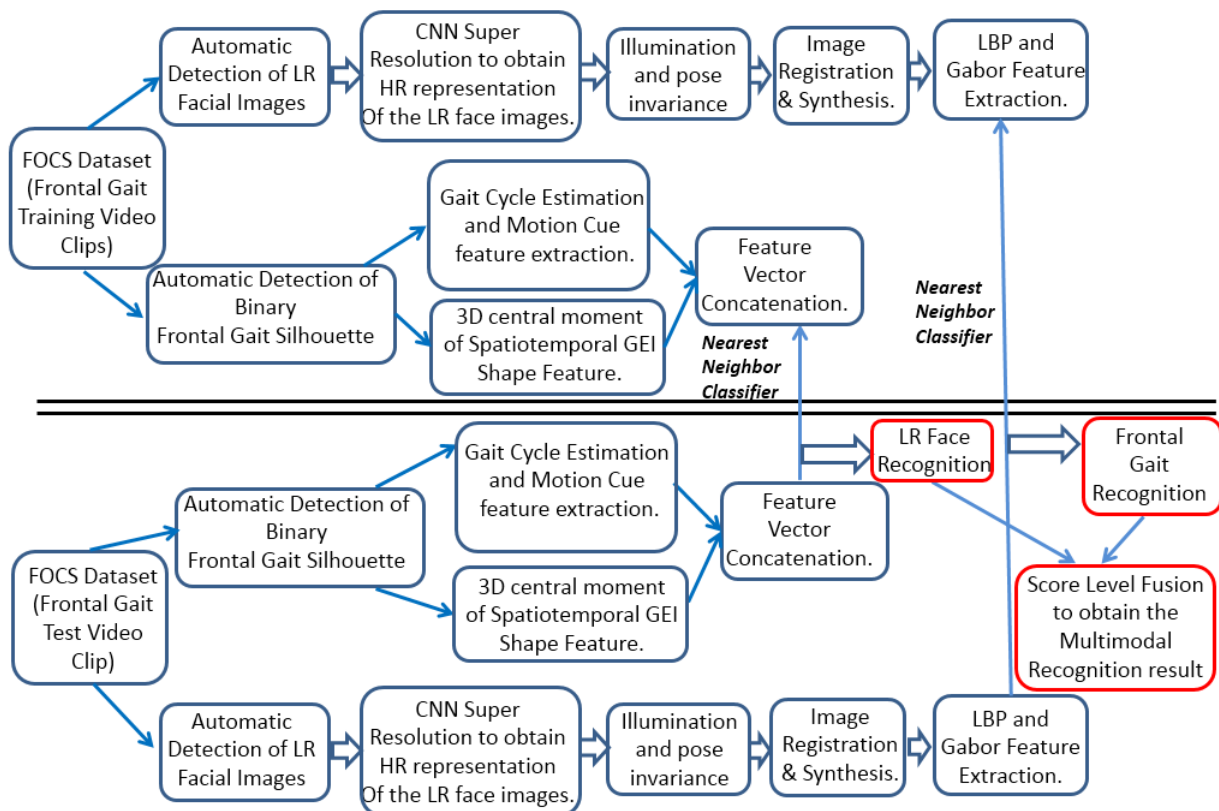 Automatic
Detection of LR
Facial Images
CNN Super
Resolution to obtain
HR representation
Of the LR face images.
Illumination
and pose
invariance
Image
Registration
& Synthesis.
LBP and
Gabor Feature
Extraction.
FOCS Dataset
(Frontal Gait
Training Video
Clips)
Automatic Detection of
Binary
Frontal Gait Silhouette
Gait Cycle Estimation
and Motion Cue
feature extraction.
3D central moment
of Spatiotemporal GEI
Shape Feature.
Feature
Vector
Concatenation.
Nearest
Neighbor
Classifier
Nearest
Neighbor
Classifier
FOCS Dataset
(Frontal Gait
Test Video
Clip)
Automatic Detection of
Binary
Frontal Gait Silhouette
Gait Cycle Estimation
and Motion Cue
feature extraction.
3D central moment
of Spatiotemporal GEI
Shape Feature.
Feature
Vector
Concatenation.
LR Face
Recognition
Frontal
Gait
Recognition
Score Level Fusion
to obtain the
Multimodal
Recognition result
Automatic
Detection of LR
Facial Images
CNN Super
Resolution to obtain
HR representation
Of the LR face images.
Illumination
and pose
invariance
Image
Registration
& Synthesis.
LBP and
Gabor Feature
Extraction.